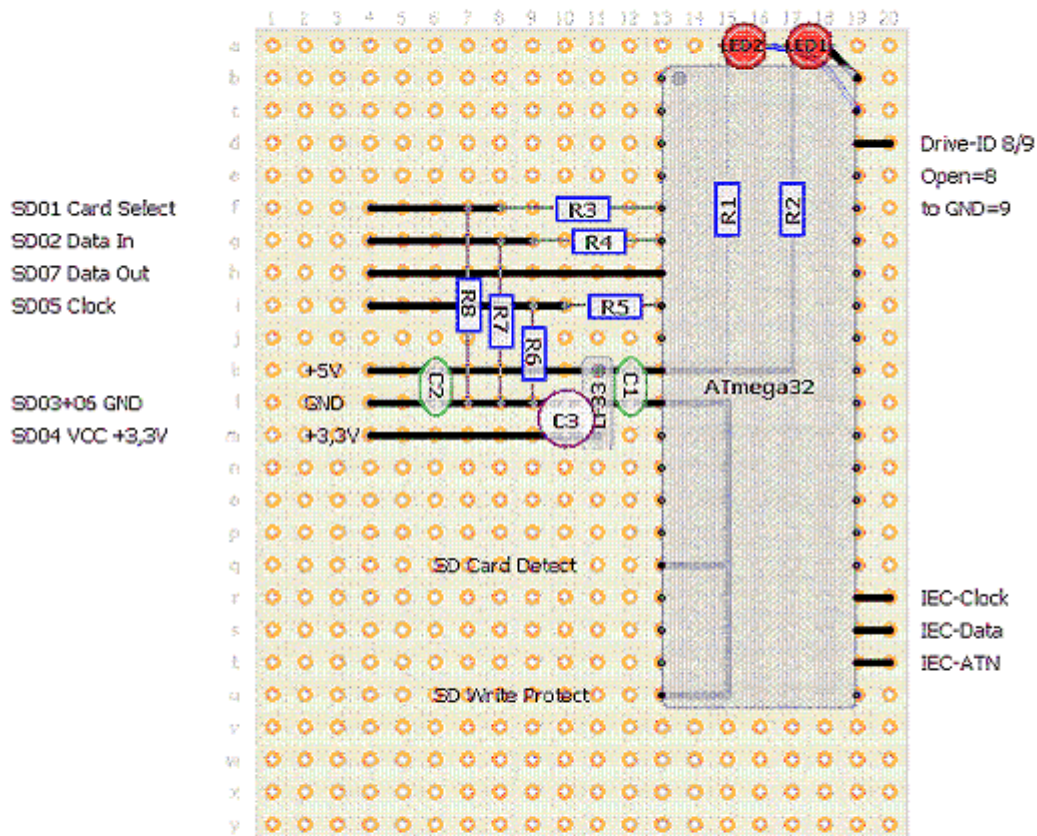 1 2 3 4 5 6 7 8 9 10 11 12 13 14 15 16 17 18 19 20
a
LED2 LED1
b
c
d
Drive-ID 8/9
e
Open=8
f
SD01 Card Select
R3
R1
R2
to GND=9
g
SD02 Data In
R4
h
SD07 Data Out
i
SD05 Clock
R8
R7
R5
j
R6
k
+5V
C2
C1
ATmega32
l
SD03+06 GND
GND
C3
m
SD04 VCC +3,3V
+3,3V
n
o
p
q
SD Card Detect
r
IEC-Clock
s
IEC-Data
t
IEC-ATN
u
SD Write Protect
v
w
x
y